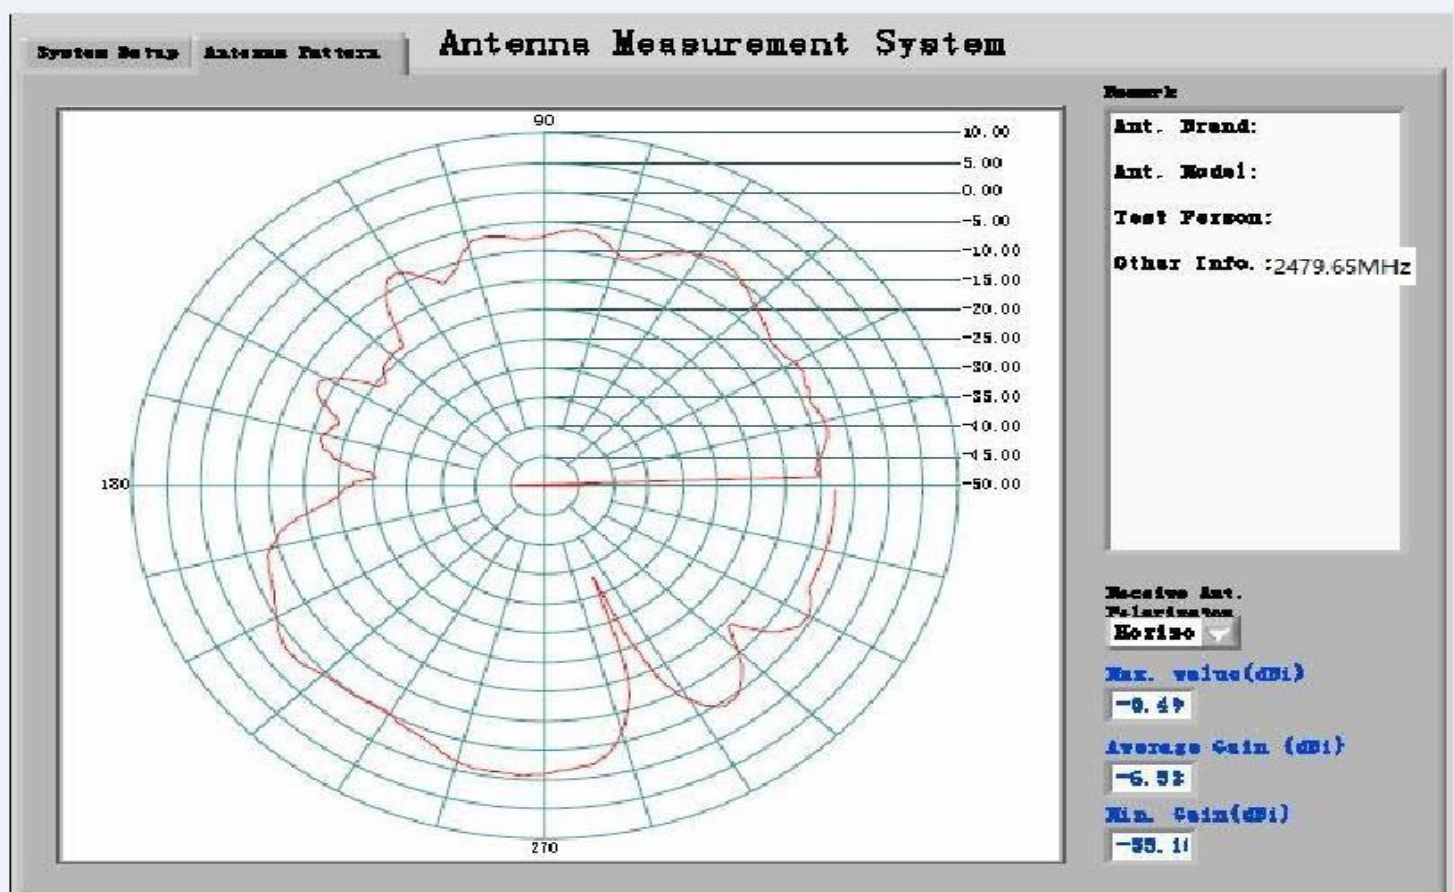 Antenna Measurement System
System Setup
Antenna Pattern
Remark
Ant. Brand:
Ant. Model:
Test Person:
Other Info.:2479.65MHz
90
10.00
5.00
0.00
-5.00
-10.00
-15.00
-20.00
-25.00
-30.00
-35.00
-40.00
-45.00
-50.00
180
270
Receive Ant.
Horizo
Max. value(dBi)
Average Gain (dBi)
Min. Gain(dBi)